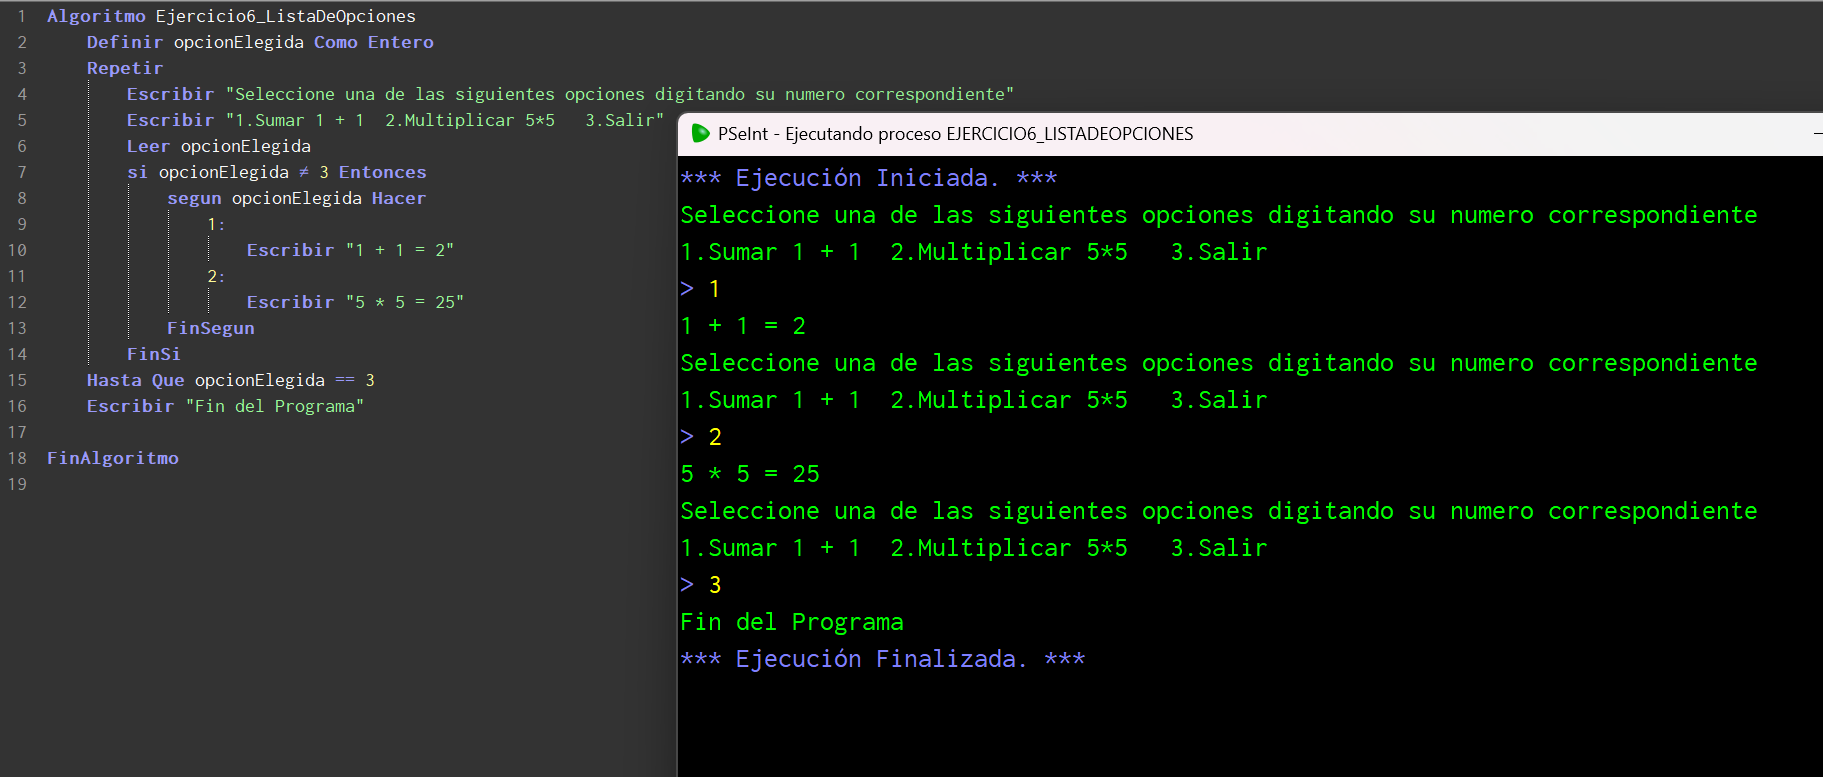 1 Algoritmo Ejercicio6_ListaDeOpciones
2 Definir opcionElegida Como Entero
3 Repetir
4 Escribir "Seleccione una de las siguientes opciones digitando su numero correspondiente"
5 Escribir "1.Sumar 1 + 1  2.Multiplicar 5*5   3.Salir"
6 Leer opcionElegida
7 si opcionElegida ≠ 3 Entonces
8 segun opcionElegida Hacer
9 1:
10 Escribir "1 + 1 = 2"
11 2:
12 Escribir "5 * 5 = 25"
13 FinSegun
14 FinSi
15 Hasta Que opcionElegida == 3
16 Escribir "Fin del Programa"
17
18 FinAlgoritmo
19
PSeInt - Ejecutando proceso EJERCICIO6_LISTADEOPCIONES
*** Ejecución Iniciada. ***
Seleccione una de las siguientes opciones digitando su numero correspondiente
1.Sumar 1 + 1  2.Multiplicar 5*5   3.Salir
> 1
1 + 1 = 2
Seleccione una de las siguientes opciones digitando su numero correspondiente
1.Sumar 1 + 1  2.Multiplicar 5*5   3.Salir
> 2
5 * 5 = 25
Seleccione una de las siguientes opciones digitando su numero correspondiente
1.Sumar 1 + 1  2.Multiplicar 5*5   3.Salir
> 3
Fin del Programa
*** Ejecución Finalizada. ***